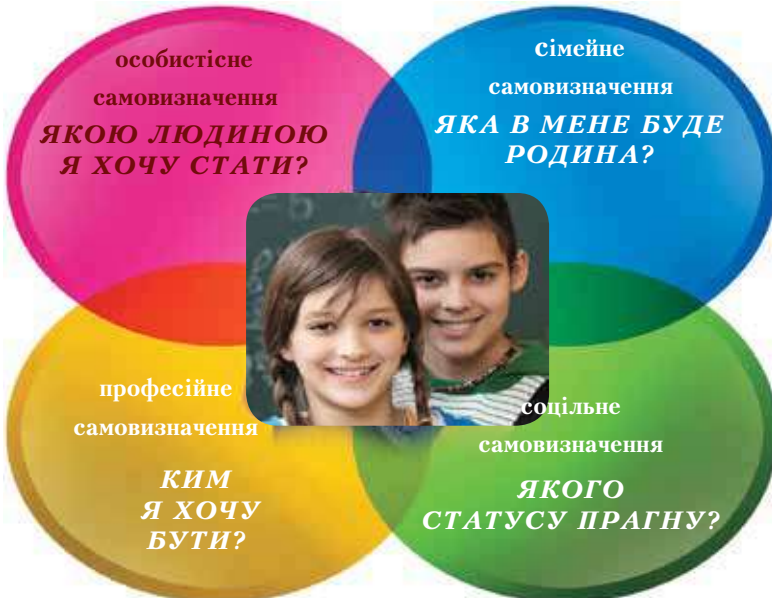 особистісне
самовизначення
ЯКОЮ ЛЮДИНОЮ
Я ХОЧУ СТАТИ?
сімейне
самовизначення
ЯКА В МЕНЕ БУДЕ
РОДИНА?
професійне
самовизначення
КИМ
Я ХОЧУ
БУТИ?
соцільне
самовизначення
ЯКОГО
СТАТУСУ ПРАГНУ?